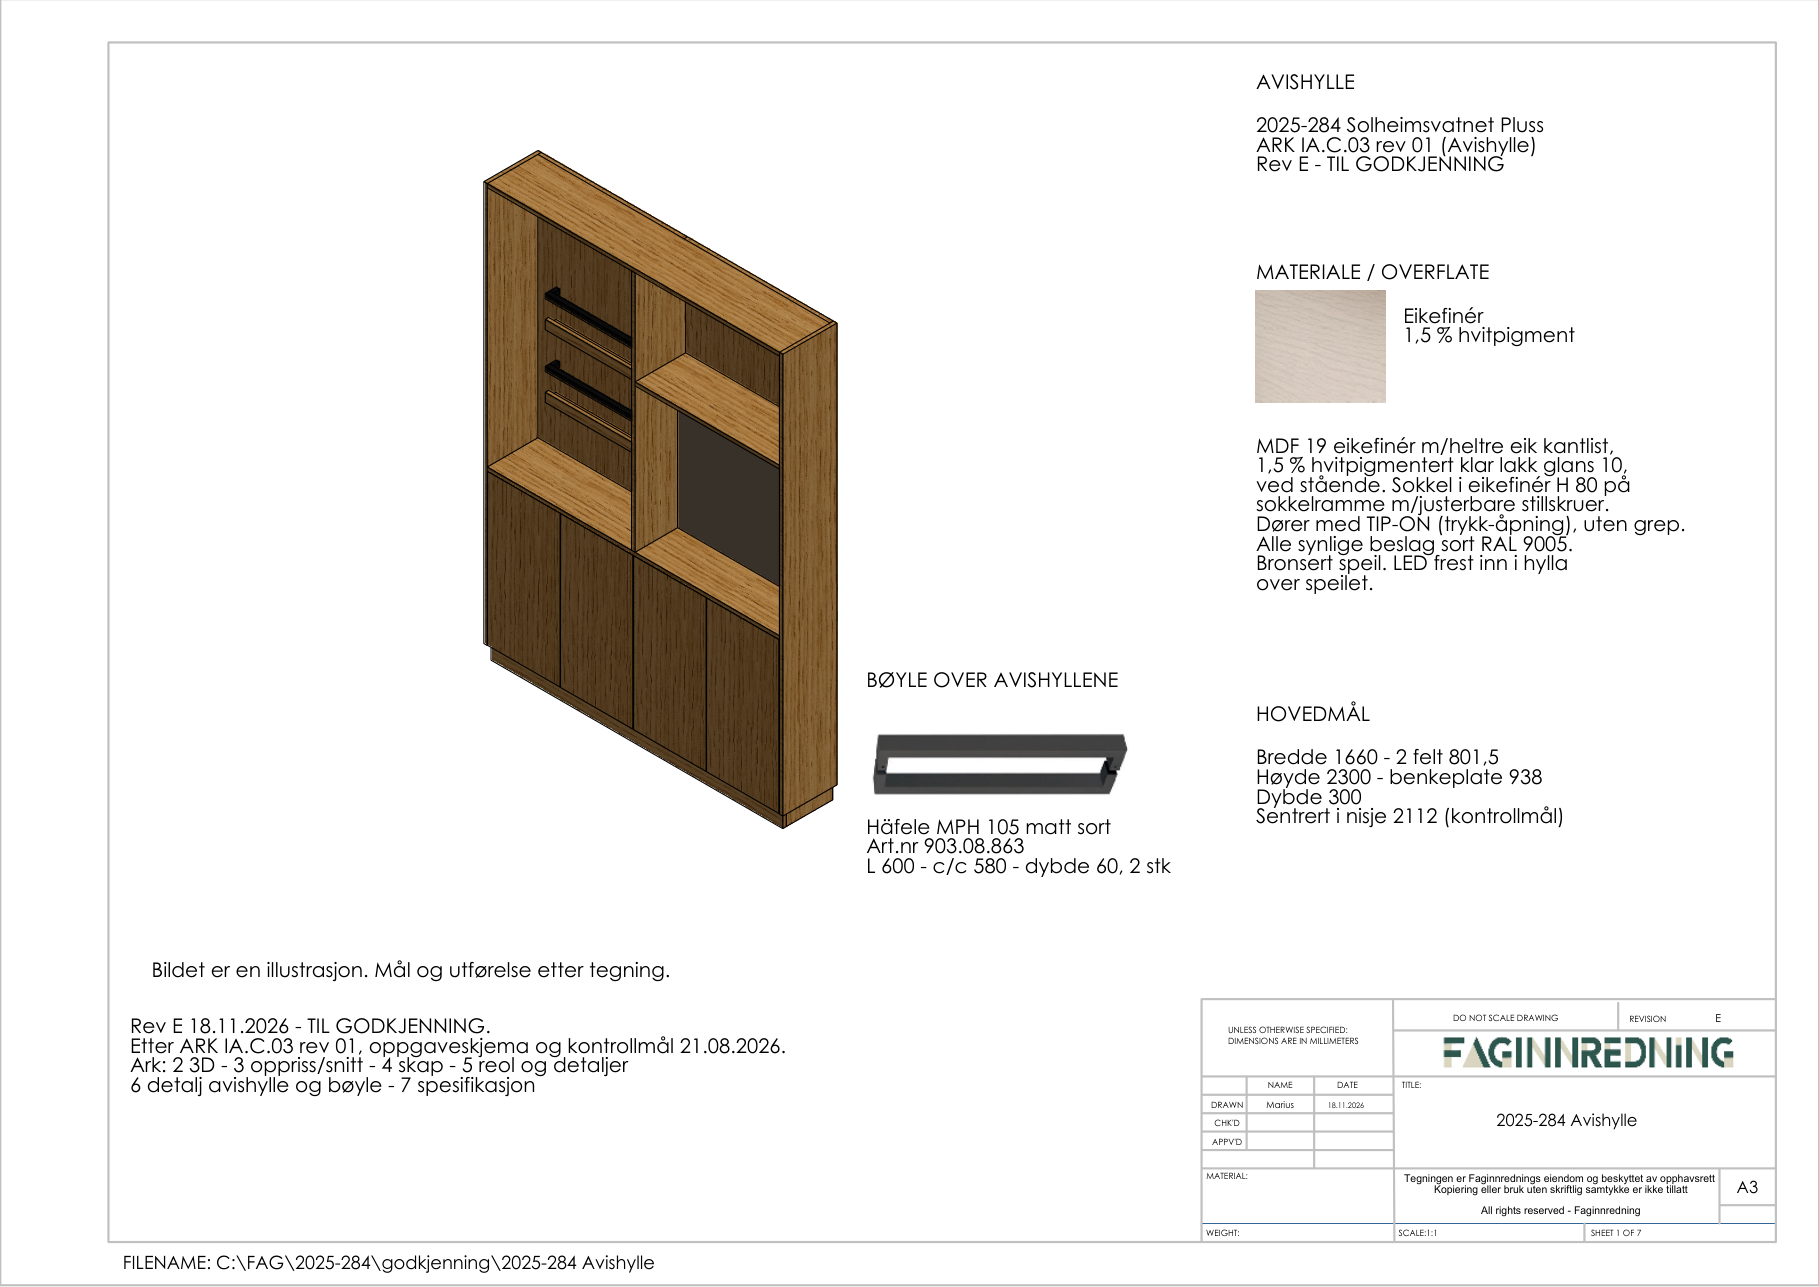 AVISHYLLE
2025-284 Solheimsvatnet Pluss
ARK IA.C.03 rev 01 (Avishylle)
Rev E - TIL GODKJENNING
MATERIALE / OVERFLATE
Eikefinér
1,5 % hvitpigment
MDF 19 eikefinér m/heltre eik kantlist,
1,5 % hvitpigmentert klar lakk glans 10,
ved stående. Sokkel i eikefinér H 80 på
sokkelramme m/justerbare stillskruer.
Dører med TIP-ON (trykk-åpning), uten grep.
Alle synlige beslag sort RAL 9005.
Bronsert speil. LED frest inn i hylla
over speilet.
BØYLE OVER AVISHYLLENE
Häfele MPH 105 matt sort
Art.nr 903.08.863
L 600 - c/c 580 - dybde 60, 2 stk
HOVEDMÅL
Bredde 1660 - 2 felt 801,5
Høyde 2300 - benkeplate 938
Dybde 300
Sentrert i nisje 2112 (kontrollmål)
Bildet er en illustrasjon. Mål og utførelse etter tegning.
Rev E 18.11.2026 - TIL GODKJENNING.
Etter ARK IA.C.03 rev 01, oppgaveskjema og kontrollmål 21.08.2026.
Ark: 2 3D - 3 oppriss/snitt - 4 skap - 5 reol og detaljer
6 detalj avishylle og bøyle - 7 spesifikasjon
UNLESS OTHERWISE SPECIFIED:
DIMENSIONS ARE IN MILLIMETERS
DO NOT SCALE DRAWING
REVISION E
FAGINNREDNING
NAME DATE
DRAWN Marius 18.11.2026
CHK'D
APPV'D
TITLE:
2025-284 Avishylle
MATERIAL:
Tegningen er Faginnrednings eiendom og beskyttet av opphavsrett
Kopiering eller bruk uten skriftlig samtykke er ikke tillatt
All rights reserved - Faginnredning
A3
WEIGHT:
SCALE:1:1
SHEET 1 OF 7
FILENAME: C:\FAG\2025-284\godkjenning\2025-284 Avishylle